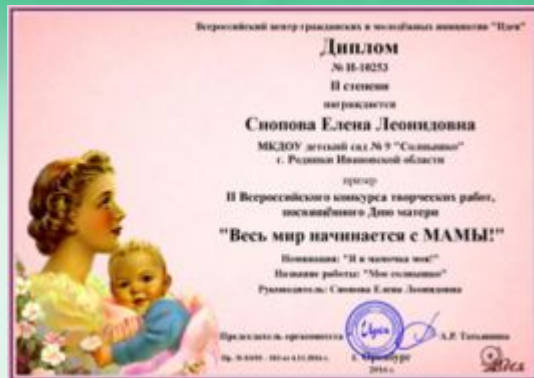 Всероссийский центр гражданских и молодёжных инициатив "Идея"
Диплом
№ И-10253
II степени
награждается
Снопова Елена Леонидовна
МКДОУ детский сад № 9 "Солнышко"
г. Родники Ивановской области
призер
II Всероссийского конкурса творческих работ,
посвящённого Дню матери
"Весь мир начинается с МАМЫ!"
Номинация: "Я и мамочка моя!"
Название работы: "Мое солнышко"
Руководитель: Снопова Елена Леонидовна
Председатель оргкомитета А.Р. Татьянина
г. Оренбург
2016 г.
Идея